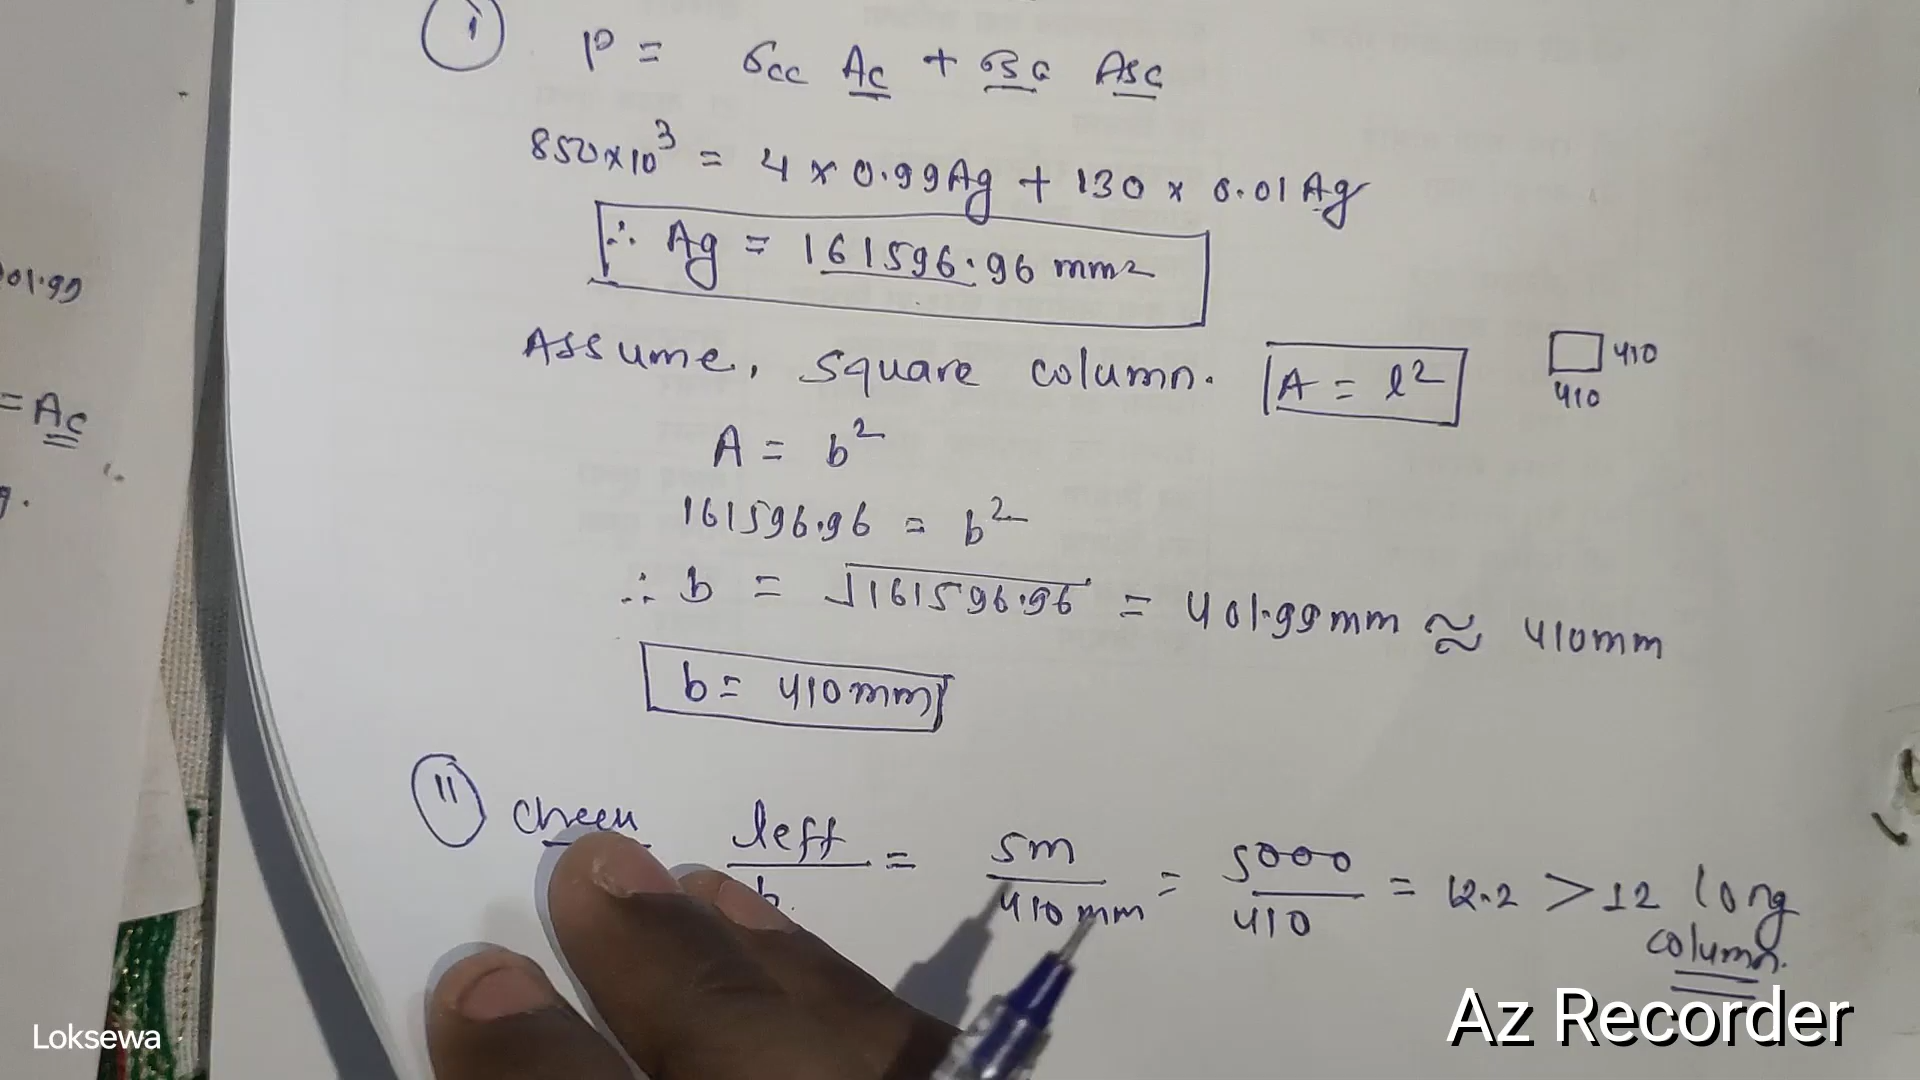 I
P = σcc Ac + σsc Asc
850×10³ = 4 × 0.99Ag + 130 × 0.01 Ag
∴ Ag = 161596.96 mm²
01.99
Assume, square column. A = l² 410
410
= Ac
A = b²
g.
161596.96 = b²
∴ b = √161596.96 = 401.99mm ≈ 410mm
b = 410mm
II check leff/b = 5m/410mm = 5000/410 = 12.2 > 12 long
column.
Az Recorder
Loksewa